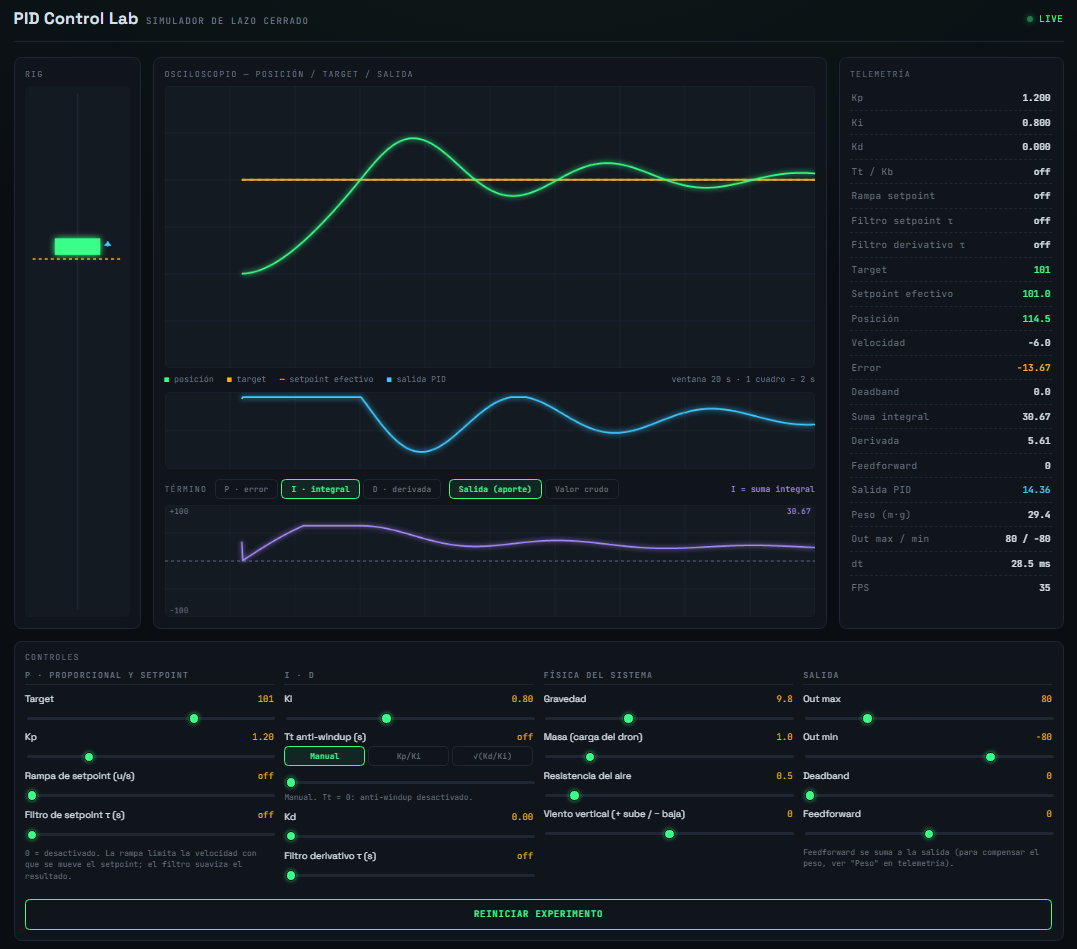 PID Control Lab SIMULADOR DE LAZO CERRADO
LIVE
RIG
OSCILOSCOPIO — POSICIÓN / TARGET / SALIDA
posición target setpoint efectivo salida PID
ventana 20 s · 1 cuadro = 2 s
TÉRMINO P · error I · integral D · derivada Salida (aporte) Valor crudo
I = suma integral
+100
30.67
-100
TELEMETRÍA
Kp 1.200
Ki 0.800
Kd 0.000
Tt / Kb off
Rampa setpoint off
Filtro setpoint τ off
Filtro derivativo τ off
Target 101
Setpoint efectivo 101.0
Posición 114.5
Velocidad -6.0
Error -13.67
Deadband 0.0
Suma integral 30.67
Derivada 5.61
Feedforward 0
Salida PID 14.36
Peso (m·g) 29.4
Out max / min 80 / -80
dt 28.5 ms
FPS 35
CONTROLES
P · PROPORCIONAL Y SETPOINT
Target 101
Kp 1.20
Rampa de setpoint (u/s) off
Filtro de setpoint τ (s) off
0 = desactivado. La rampa limita la velocidad con
que se mueve el setpoint; el filtro suaviza el
resultado.
I · D
Ki 0.80
Tt anti-windup (s) off
Manual Kp/Ki √(Kd/Ki)
Manual. Tt = 0: anti-windup desactivado.
Kd 0.00
Filtro derivativo τ (s) off
FÍSICA DEL SISTEMA
Gravedad 9.8
Masa (carga del dron) 1.0
Resistencia del aire 0.5
Viento vertical (+ sube / − baja) 0
SALIDA
Out max 80
Out min -80
Deadband 0
Feedforward 0
Feedforward se suma a la salida (para compensar el
peso, ver "Peso" en telemetría).
REINICIAR EXPERIMENTO